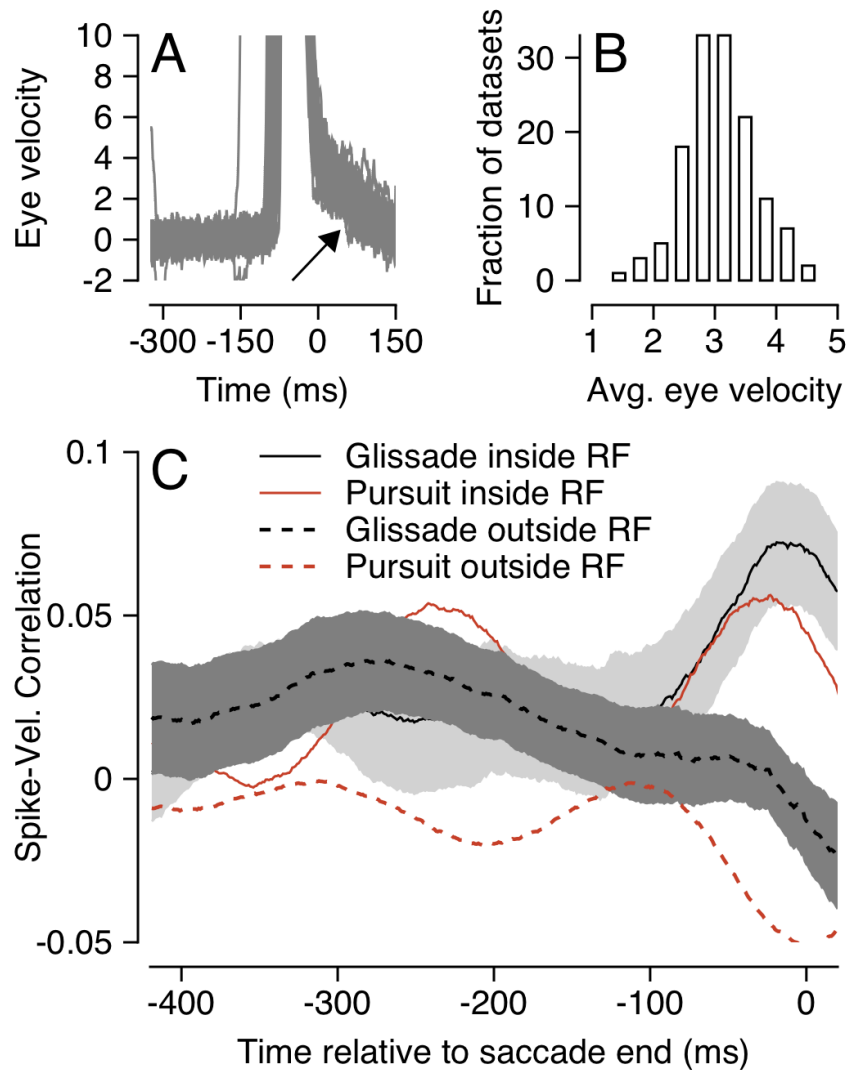 A
Eye velocity
10
8
6
4
2
0
-2
-300 -150 0 150
Time (ms)
B
Fraction of datasets
30
20
10
0
1 2 3 4 5
Avg. eye velocity
C
Glissade inside RF
Pursuit inside RF
Glissade outside RF
Pursuit outside RF
Spike-Vel. Correlation
0.1
0.05
0
-0.05
-400 -300 -200 -100 0
Time relative to saccade end (ms)